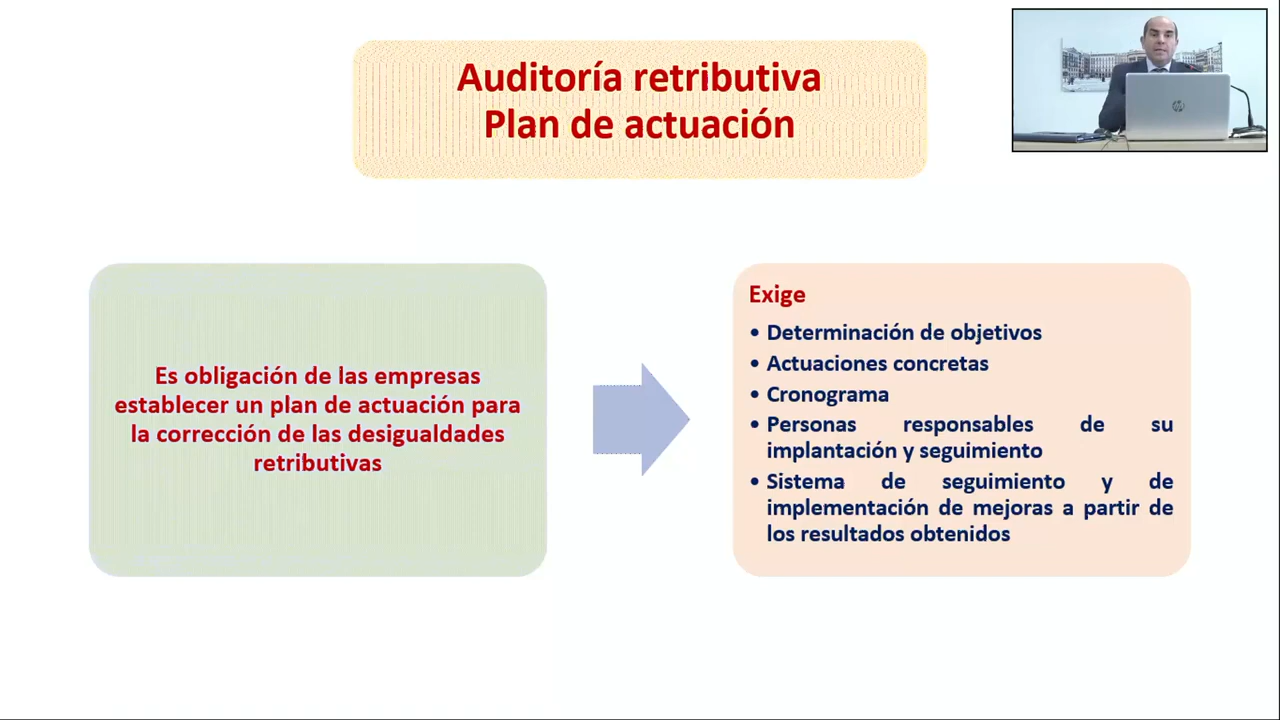 Auditoría retributiva
Plan de actuación
Es obligación de las empresas
establecer un plan de actuación para
la corrección de las desigualdades
retributivas
Exige
• Determinación de objetivos
• Actuaciones concretas
• Cronograma
• Personas responsables de su
implantación y seguimiento
• Sistema de seguimiento y de
implementación de mejoras a partir de
los resultados obtenidos
hp